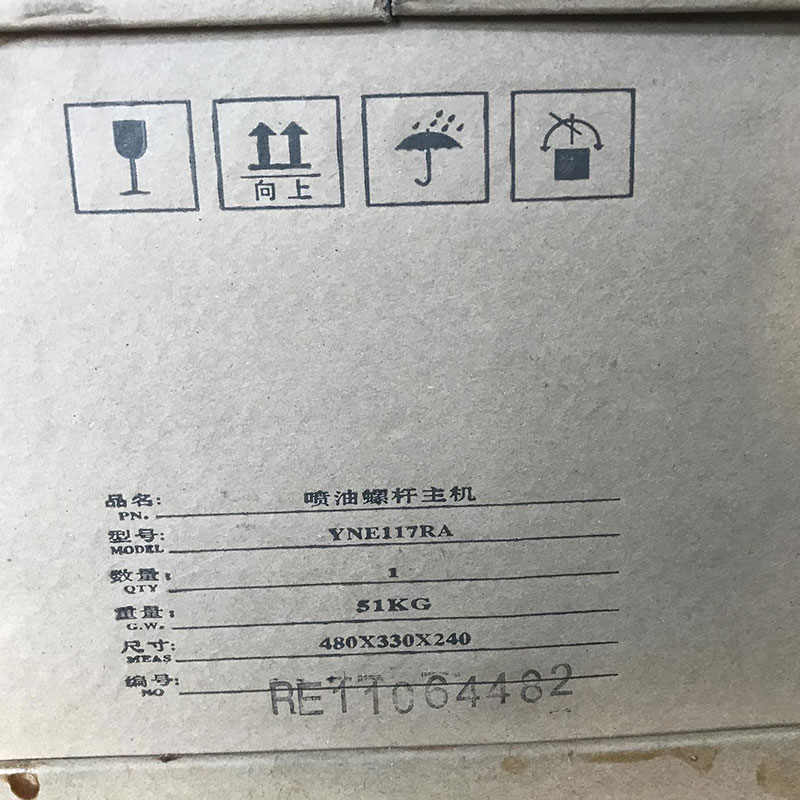 向上
品名: 喷油螺杆主机
PN.
型号: YNE117RA
MODEL
数量: 1
QTY
重量: 51KG
G.W.
尺寸: 480X330X240
MEAS
编号: RE11064482
NO